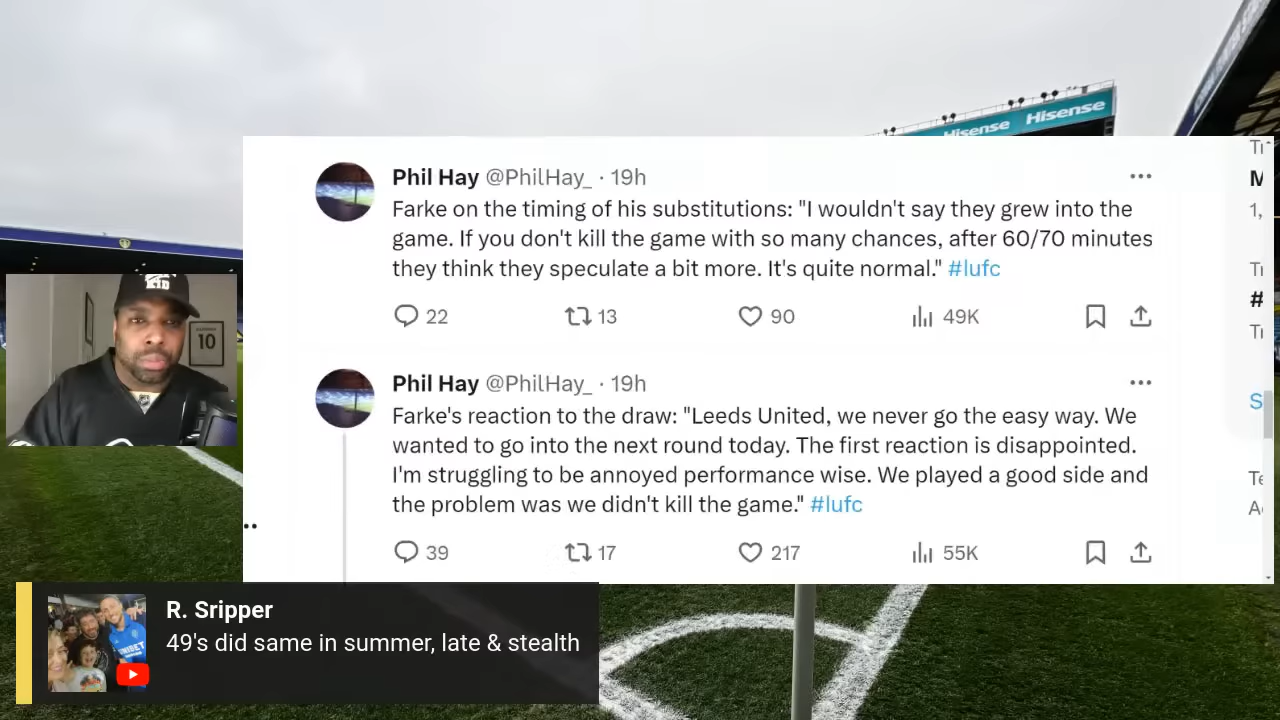 Hisense Hisense
Phil Hay @PhilHay_ · 19h
Farke on the timing of his substitutions: "I wouldn't say they grew into the
game. If you don't kill the game with so many chances, after 60/70 minutes
they think they speculate a bit more. It's quite normal." #lufc
22 13 90 49K
Phil Hay @PhilHay_ · 19h
Farke's reaction to the draw: "Leeds United, we never go the easy way. We
wanted to go into the next round today. The first reaction is disappointed.
I'm struggling to be annoyed performance wise. We played a good side and
the problem was we didn't kill the game." #lufc
39 17 217 55K
KID
10
R. Sripper
49's did same in summer, late & stealth
UNIBET